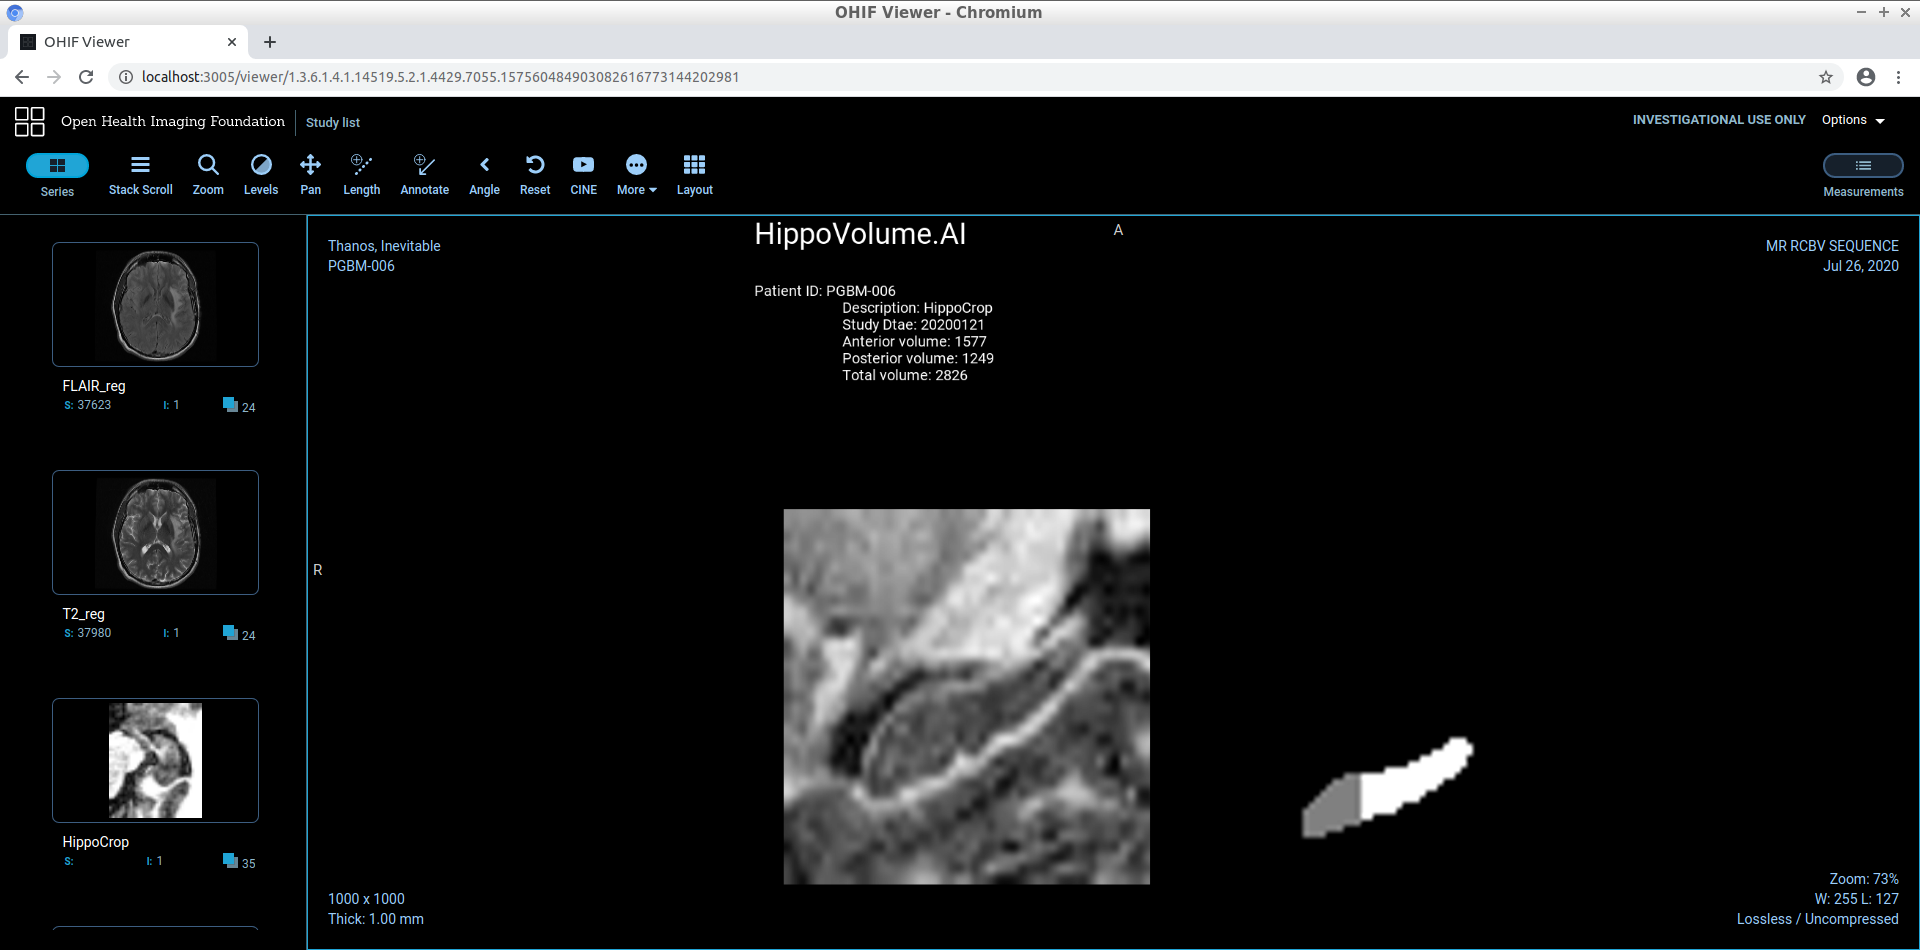 OHIF Viewer - Chromium
OHIF Viewer
localhost:3005/viewer/1.3.6.1.4.1.14519.5.2.1.4429.7055.157560484903082616773144202981
Open Health Imaging Foundation
Study list
INVESTIGATIONAL USE ONLY
Options
Series
Stack Scroll
Zoom
Levels
Pan
Length
Annotate
Angle
Reset
CINE
More
Layout
Measurements
FLAIR_reg
S: 37623 I: 1 24
T2_reg
S: 37980 I: 1 24
HippoCrop
S: I: 1 35
Thanos, Inevitable
PGBM-006
HippoVolume.AI
A
MR RCBV SEQUENCE
Jul 26, 2020
Patient ID: PGBM-006
Description: HippoCrop
Study Dtae: 20200121
Anterior volume: 1577
Posterior volume: 1249
Total volume: 2826
R
1000 x 1000
Thick: 1.00 mm
Zoom: 73%
W: 255 L: 127
Lossless / Uncompressed